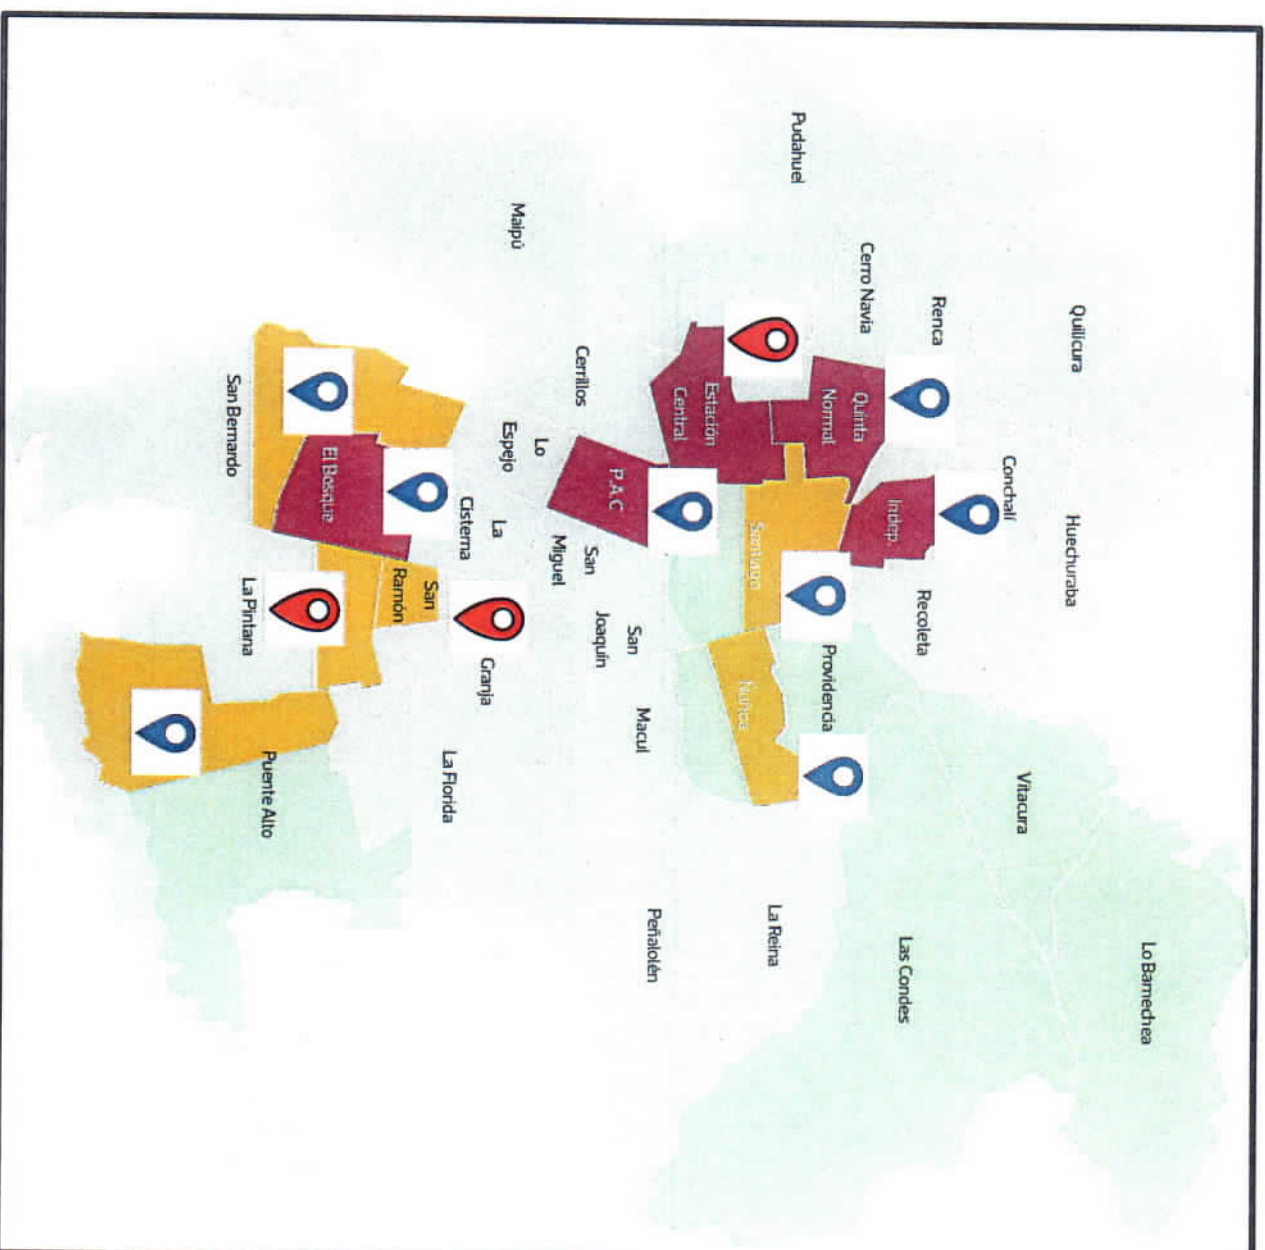 Quilicura
Huechuraba
Lo Barnechea
Conchalí
Renca
Recoleta
Vitacura
Cerro Navia
Quinta
Normal
Indep.
Las Condes
Pudahuel
Providencia
La Reina
Estación
Central
Santiago
Ñuñoa
P.A.C
San
Joaquín
Macul
Peñalolén
Cerrillos
San
Miguel
Maipú
Lo
Espejo
La
Cisterna
Granja
La Florida
San
Ramón
El Bosque
San Bernardo
La Pintana
Puente Alto